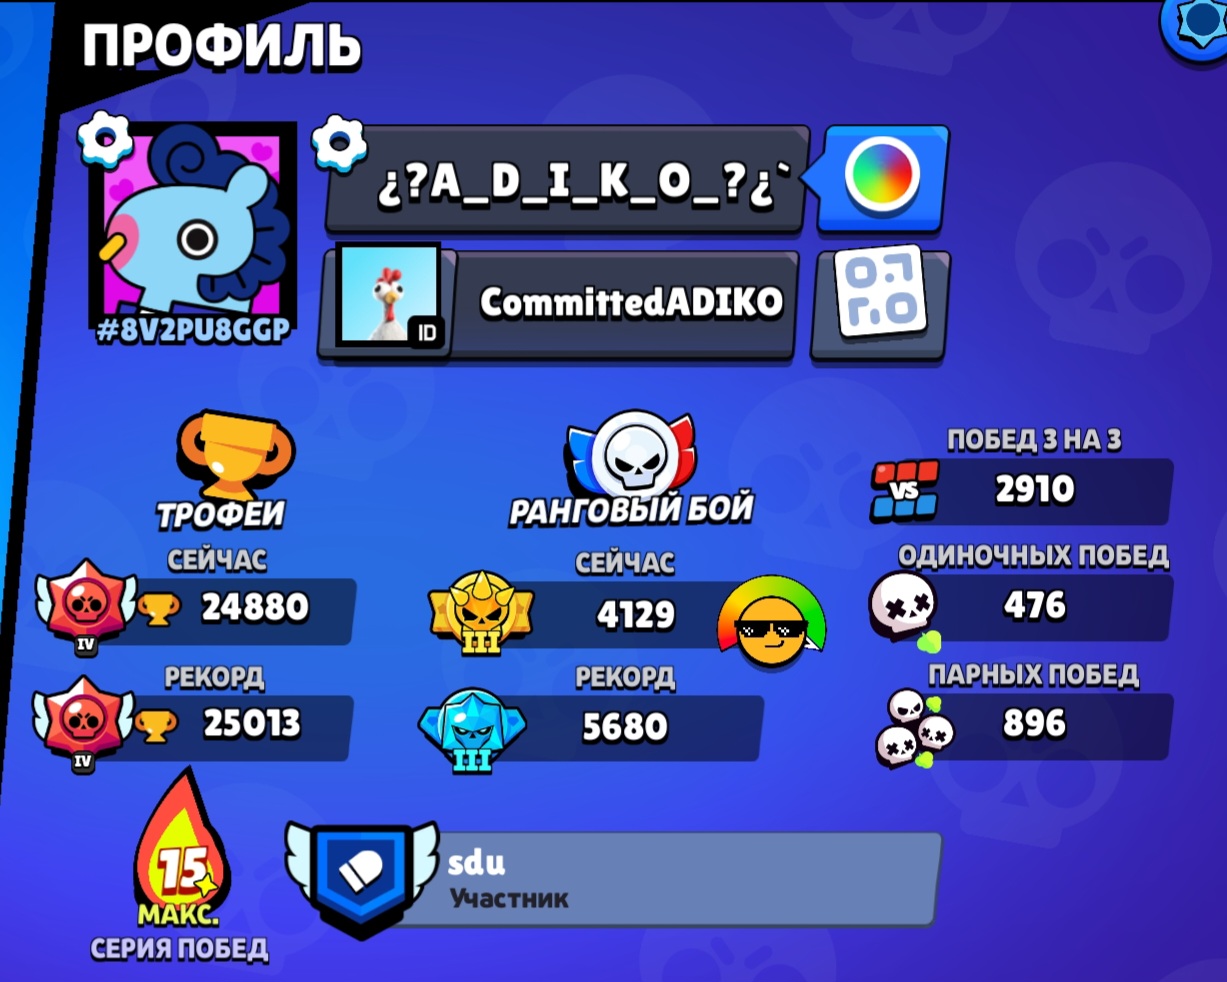 ПРОФИЛЬ
¿?A_D_I_K_O_?¿`
#8V2PU8GGP
ID
CommittedADIKO
ТРОФЕИ
СЕЙЧАС
IV
24880
РЕКОРД
IV
25013
РАНГОВЫЙ БОЙ
СЕЙЧАС
III
4129
РЕКОРД
III
5680
ПОБЕД 3 НА 3
VS
2910
ОДИНОЧНЫХ ПОБЕД
476
ПАРНЫХ ПОБЕД
896
15
МАКС.
СЕРИЯ ПОБЕД
sdu
Участник